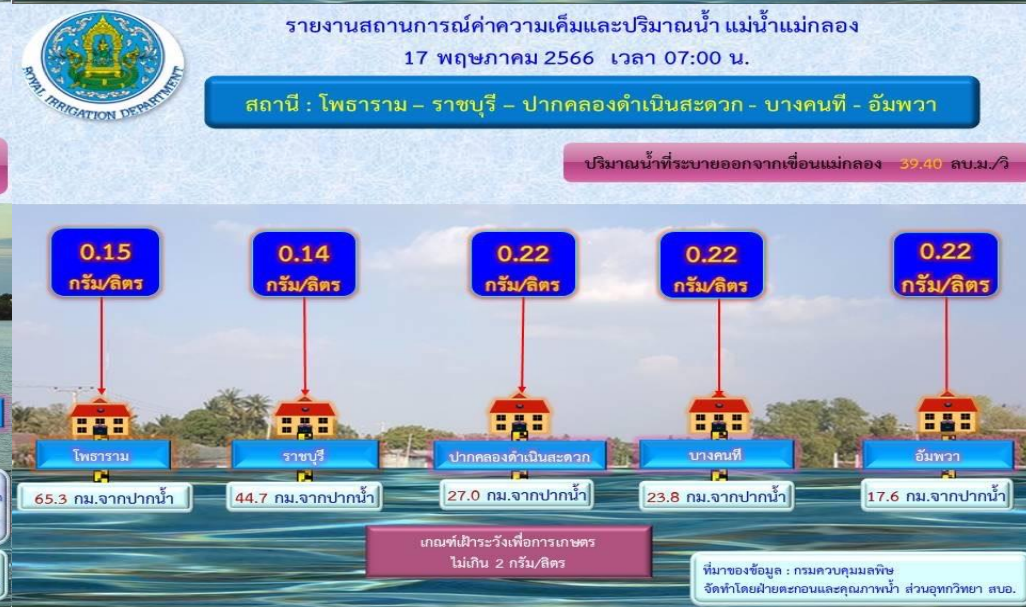 รายงานสถานการณ์ค่าความเค็มและปริมาณน้ำ แม่น้ำแม่กลอง
17 พฤษภาคม 2566 เวลา 07:00 น.
ROYAL IRRIGATION DEPARTMENT
สถานี : โพธาราม – ราชบุรี – ปากคลองดำเนินสะดวก - บางคนที - อัมพวา
ปริมาณน้ำที่ระบายออกจากเขื่อนแม่กลอง 39.40 ลบ.ม./วิ
0.15 0.14 0.22 0.22 0.22
กรัม/ลิตร กรัม/ลิตร กรัม/ลิตร กรัม/ลิตร กรัม/ลิตร
โพธาราม ราชบุรี ปากคลองดำเนินสะดวก บางคนที อัมพวา
65.3 กม.จากปากน้ำ 44.7 กม.จากปากน้ำ 27.0 กม.จากปากน้ำ 23.8 กม.จากปากน้ำ 17.6 กม.จากปากน้ำ
เกณฑ์เฝ้าระวังเพื่อการเกษตร
ไม่เกิน 2 กรัม/ลิตร
ที่มาของข้อมูล : กรมควบคุมมลพิษ
จัดทำโดยฝ่ายตะกอนและคุณภาพน้ำ ส่วนอุทกวิทยา สบอ.